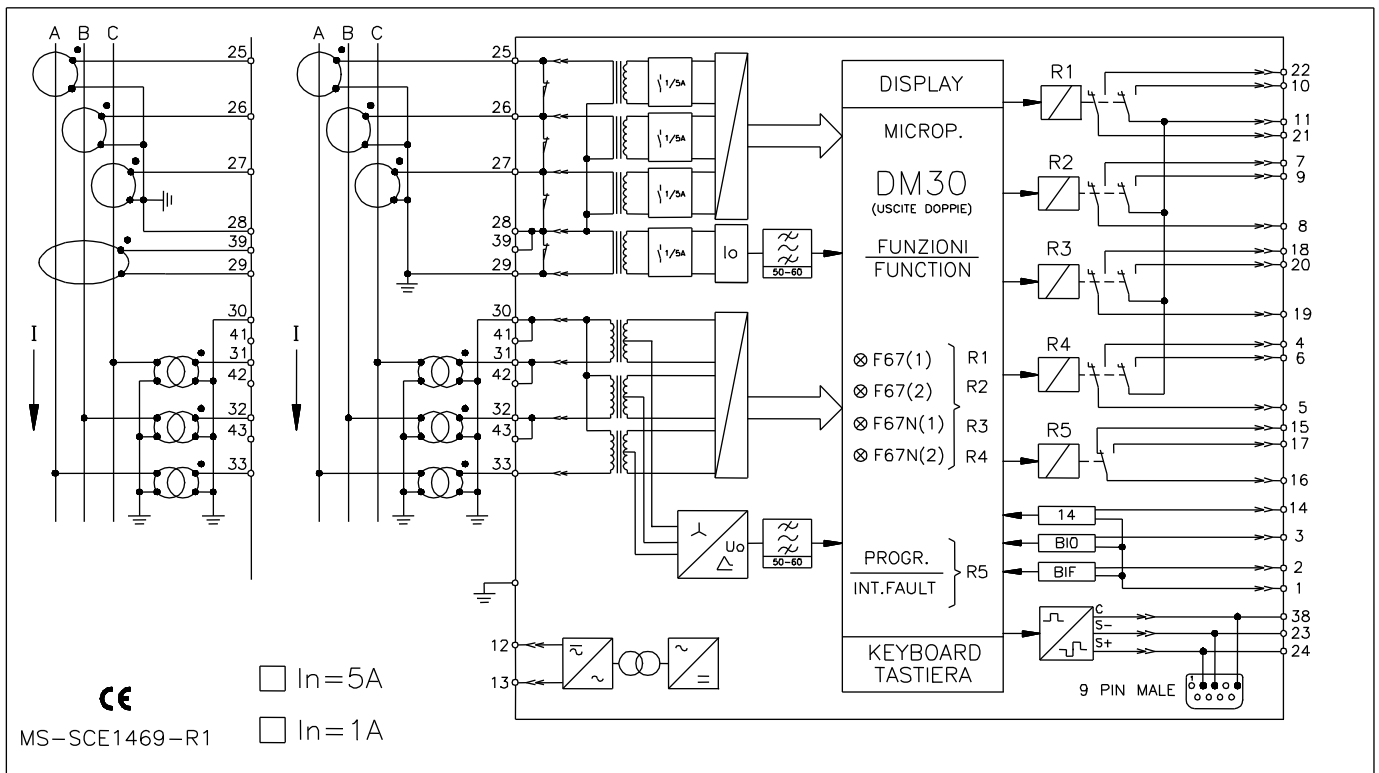 A B C
25
26
27
28
39
29
30
41
31
42
32
43
33
I
A B C
25
26
27
28
39
29
30
41
31
42
32
43
33
I
12
13
1/5A
1/5A
1/5A
1/5A
Io
50-60
Uo
50-60
DISPLAY
MICROP.
DM30
(USCITE DOPPIE)
FUNZIONI
FUNCTION
F67(1) R1
F67(2) R2
F67N(1) R3
F67N(2) R4
PROGR.
INT.FAULT
R5
KEYBOARD
TASTIERA
R1
22
10
11
21
R2
7
9
8
R3
18
20
19
R4
4
6
5
R5
15
17
16
14
14
BIO
3
BIF
2
1
C
38
S-
23
S+
24
9 PIN MALE
1
CE
MS-SCE1469-R1
In=5A
In=1A